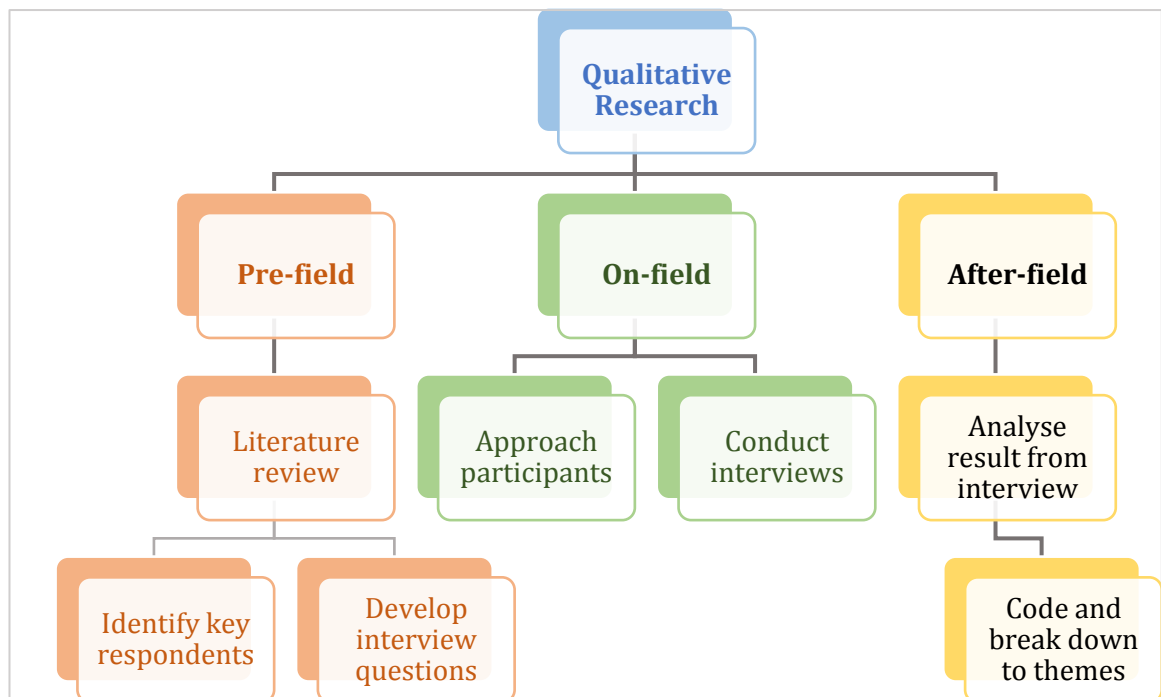 Qualitative
Research
Pre-field
On-field
After-field
Literature
review
Approach
participants
Conduct
interviews
Analyse
result from
interview
Identify key
respondents
Develop
interview
questions
Code and
break down
to themes